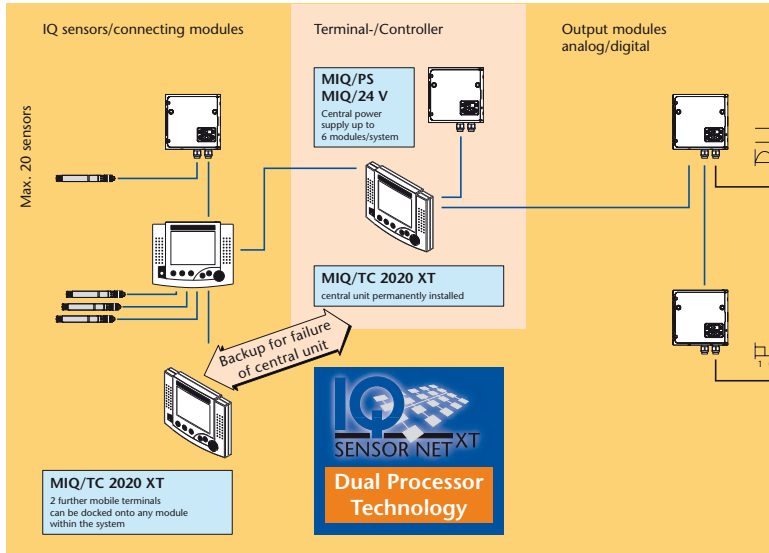 IQ sensors/connecting modules
Terminal-/Controller
Output modules
analog/digital
Max. 20 sensors
MIQ/PS
MIQ/24 V
Central power
supply up to
6 modules/system
MIQ/TC 2020 XT
central unit permanently installed
Backup for failure
of central unit
MIQ/TC 2020 XT
2 further mobile terminals
can be docked onto any module
within the system
IQ
SENSOR NET XT
Dual Processor
Technology
1